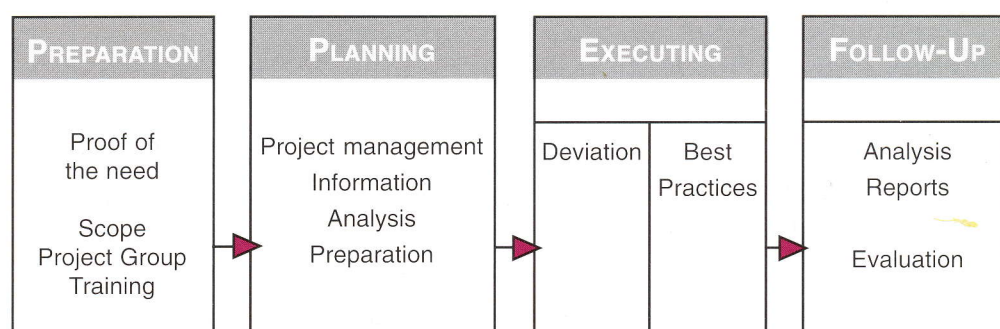 PREPARATION
Proof of
the need
Scope
Project Group
Training
PLANNING
Project management
Information
Analysis
Preparation
EXECUTING
Deviation
Best
Practices
FOLLOW-UP
Analysis
Reports
Evaluation